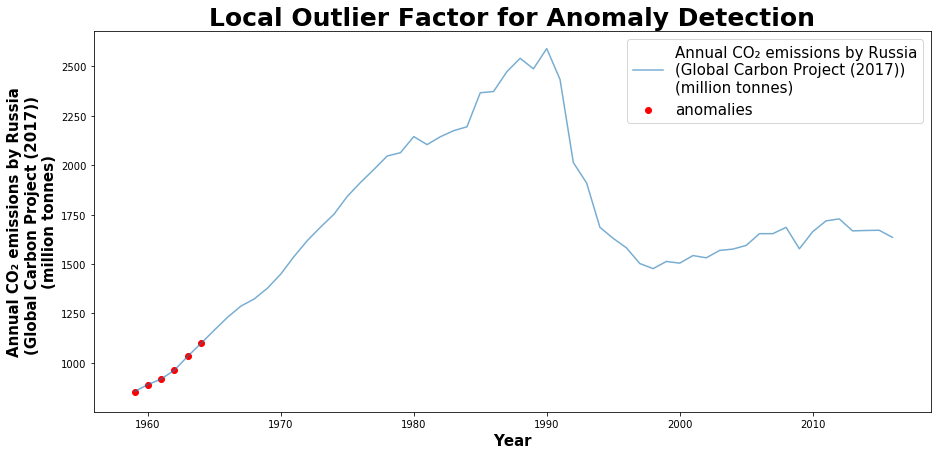 Local Outlier Factor for Anomaly Detection
Annual CO₂ emissions by Russia
(Global Carbon Project (2017))
(million tonnes)
2500
2250
2000
1750
1500
1250
1000
Annual CO₂ emissions by Russia
(Global Carbon Project (2017))
(million tonnes)
anomalies
1960
1970
1980
1990
2000
2010
Year